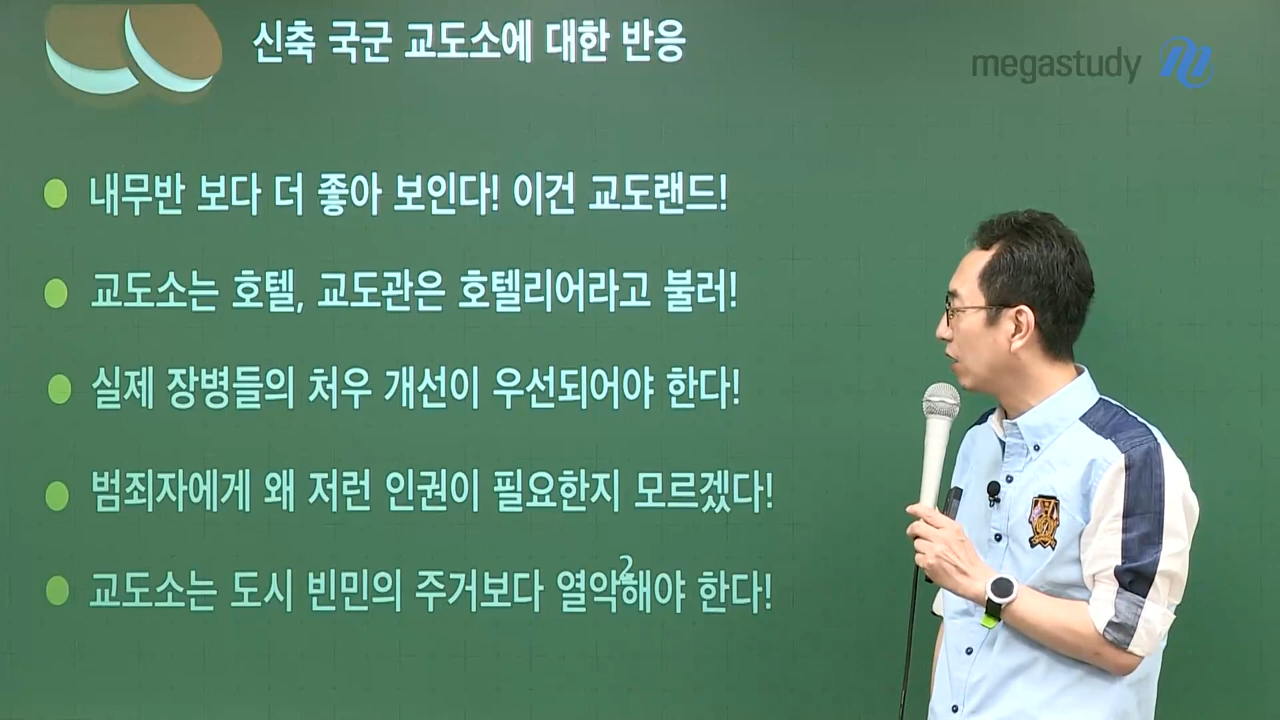 신축 국군 교도소에 대한 반응
megastudy
내무반 보다 더 좋아 보인다! 이건 교도랜드!
교도소는 호텔, 교도관은 호텔리어라고 불러!
실제 장병들의 처우 개선이 우선되어야 한다!
범죄자에게 왜 저런 인권이 필요한지 모르겠다!
2
교도소는 도시 빈민의 주거보다 열악해야 한다!